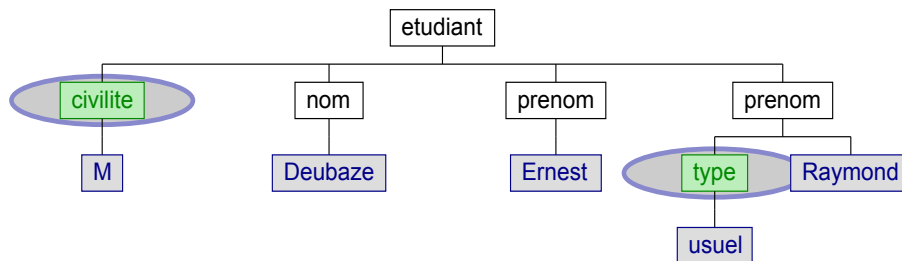 etudiant
civilite nom prenom prenom
M Deubaze Ernest type Raymond
usuel